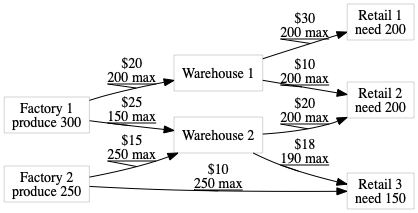 $30
200 max
Retail 1
need 200
$20
200 max
Warehouse 1
$10
200 max
Retail 2
need 200
Factory 1
produce 300
$25
150 max
$20
200 max
Warehouse 2
$15
250 max
$18
190 max
Factory 2
produce 250
$10
250 max
Retail 3
need 150